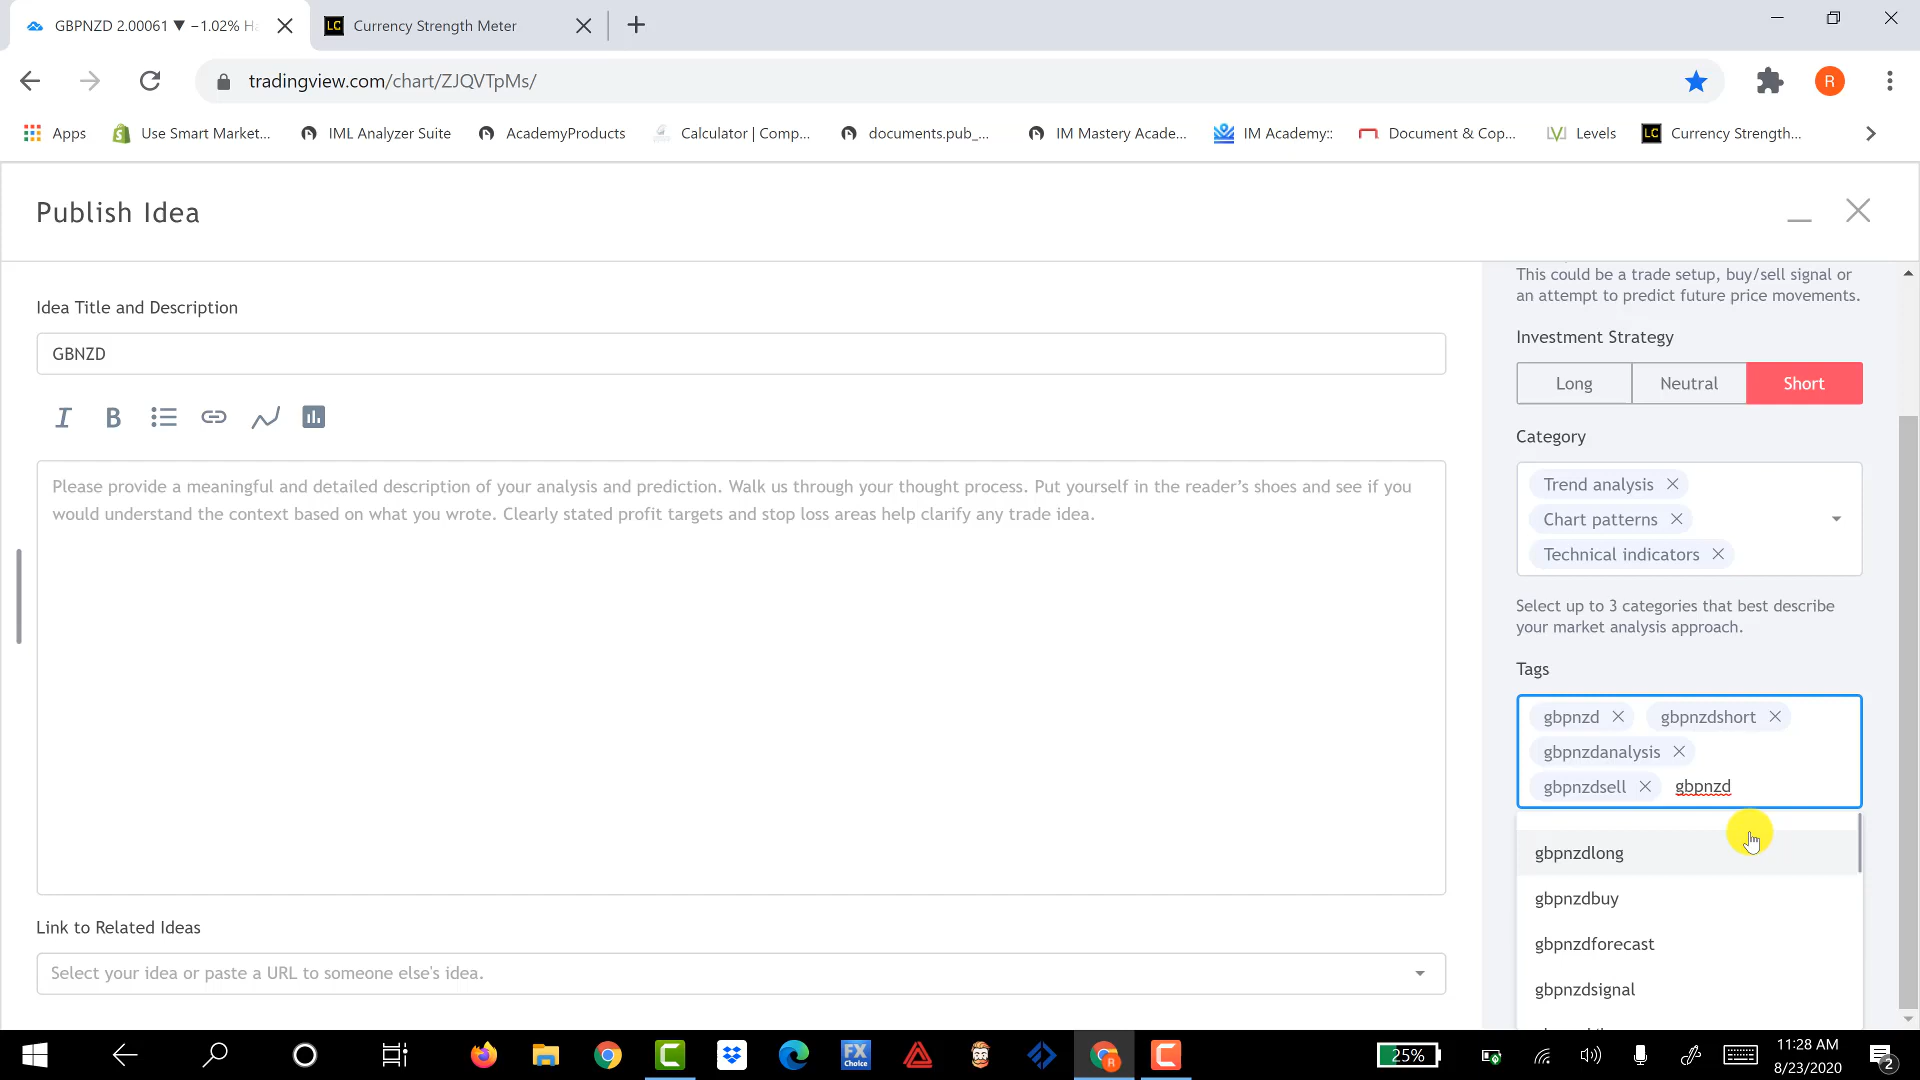 GBPNZD 2.00061 ▼ −1.02% Ha
LC Currency Strength Meter
tradingview.com/chart/ZJQVTpMs/
R
Apps
Use Smart Market...
IML Analyzer Suite
AcademyProducts
Calculator | Comp...
documents.pub_...
IM Mastery Acade...
IM Academy::
Document & Cop...
Levels
LC Currency Strength...
Publish Idea
Idea Title and Description
GBNZD
I B
Please provide a meaningful and detailed description of your analysis and prediction. Walk us through your thought process. Put yourself in the reader's shoes and see if you
would understand the context based on what you wrote. Clearly stated profit targets and stop loss areas help clarify any trade idea.
Link to Related Ideas
Select your idea or paste a URL to someone else's idea.
This could be a trade setup, buy/sell signal or
an attempt to predict future price movements.
Investment Strategy
Long Neutral Short
Category
Trend analysis
Chart patterns
Technical indicators
Select up to 3 categories that best describe
your market analysis approach.
Tags
gbpnzd gbpnzdshort
gbpnzdanalysis
gbpnzdsell gbpnzd
gbpnzdlong
gbpnzdbuy
gbpnzdforecast
gbpnzdsignal
FX
Choice
25%
11:28 AM
8/23/2020
2